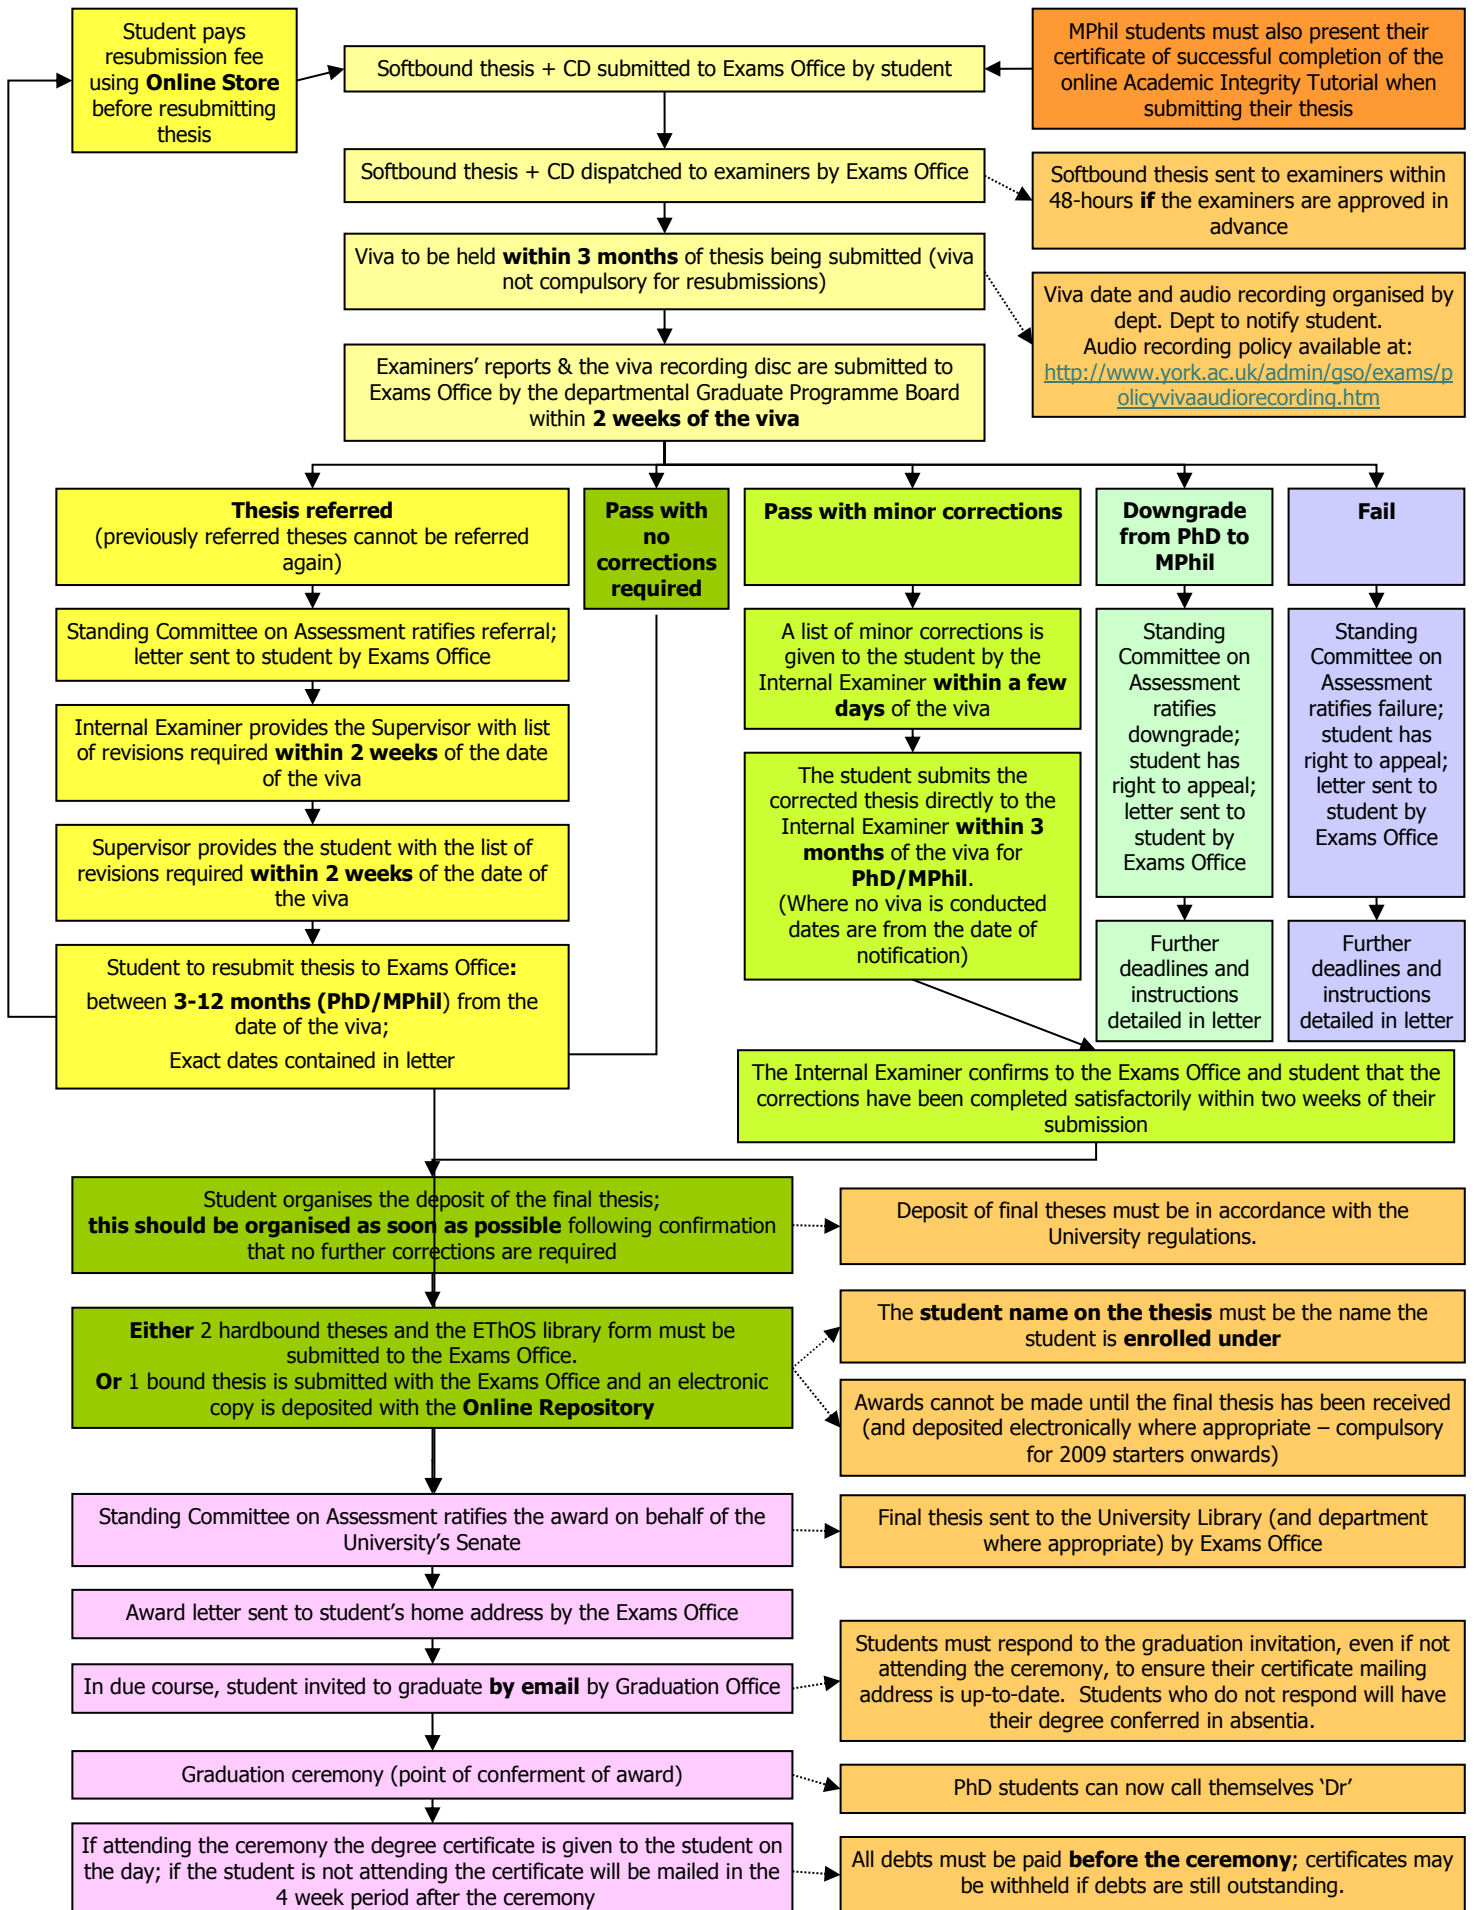 Student pays
resubmission fee
using Online Store
before resubmitting
thesis
Softbound thesis + CD submitted to Exams Office by student
MPhil students must also present their
certificate of successful completion of the
online Academic Integrity Tutorial when
submitting their thesis
Softbound thesis + CD dispatched to examiners by Exams Office
Softbound thesis sent to examiners within
48-hours if the examiners are approved in
advance
Viva to be held within 3 months of thesis being submitted (viva
not compulsory for resubmissions)
Viva date and audio recording organised by
dept. Dept to notify student.
Audio recording policy available at:
http://www.york.ac.uk/admin/gso/exams/p
olicyvivaaudiorecording.htm
Examiners' reports & the viva recording disc are submitted to
Exams Office by the departmental Graduate Programme Board
within 2 weeks of the viva
Thesis referred
(previously referred theses cannot be referred
again)
Standing Committee on Assessment ratifies referral;
letter sent to student by Exams Office
Internal Examiner provides the Supervisor with list
of revisions required within 2 weeks of the date
of the viva
Supervisor provides the student with the list of
revisions required within 2 weeks of the date of
the viva
Student to resubmit thesis to Exams Office:
between 3-12 months (PhD/MPhil) from the
date of the viva;
Exact dates contained in letter
Pass with
no
corrections
required
Pass with minor corrections
A list of minor corrections is
given to the student by the
Internal Examiner within a few
days of the viva
The student submits the
corrected thesis directly to the
Internal Examiner within 3
months of the viva for
PhD/MPhil.
(Where no viva is conducted
dates are from the date of
notification)
Downgrade
from PhD to
MPhil
Standing
Committee on
Assessment
ratifies
downgrade;
student has
right to appeal;
letter sent to
student by
Exams Office
Further
deadlines and
instructions
detailed in letter
Fail
Standing
Committee on
Assessment
ratifies failure;
student has
right to appeal;
letter sent to
student by
Exams Office
Further
deadlines and
instructions
detailed in letter
The Internal Examiner confirms to the Exams Office and student that the
corrections have been completed satisfactorily within two weeks of their
submission
Student organises the deposit of the final thesis;
this should be organised as soon as possible following confirmation
that no further corrections are required
Deposit of final theses must be in accordance with the
University regulations.
Either 2 hardbound theses and the EThOS library form must be
submitted to the Exams Office.
Or 1 bound thesis is submitted with the Exams Office and an electronic
copy is deposited with the Online Repository
The student name on the thesis must be the name the
student is enrolled under
Awards cannot be made until the final thesis has been received
(and deposited electronically where appropriate – compulsory
for 2009 starters onwards)
Standing Committee on Assessment ratifies the award on behalf of the
University's Senate
Final thesis sent to the University Library (and department
where appropriate) by Exams Office
Award letter sent to student's home address by the Exams Office
In due course, student invited to graduate by email by Graduation Office
Students must respond to the graduation invitation, even if not
attending the ceremony, to ensure their certificate mailing
address is up-to-date. Students who do not respond will have
their degree conferred in absentia.
Graduation ceremony (point of conferment of award)
PhD students can now call themselves 'Dr'
If attending the ceremony the degree certificate is given to the student on
the day; if the student is not attending the certificate will be mailed in the
4 week period after the ceremony
All debts must be paid before the ceremony; certificates may
be withheld if debts are still outstanding.